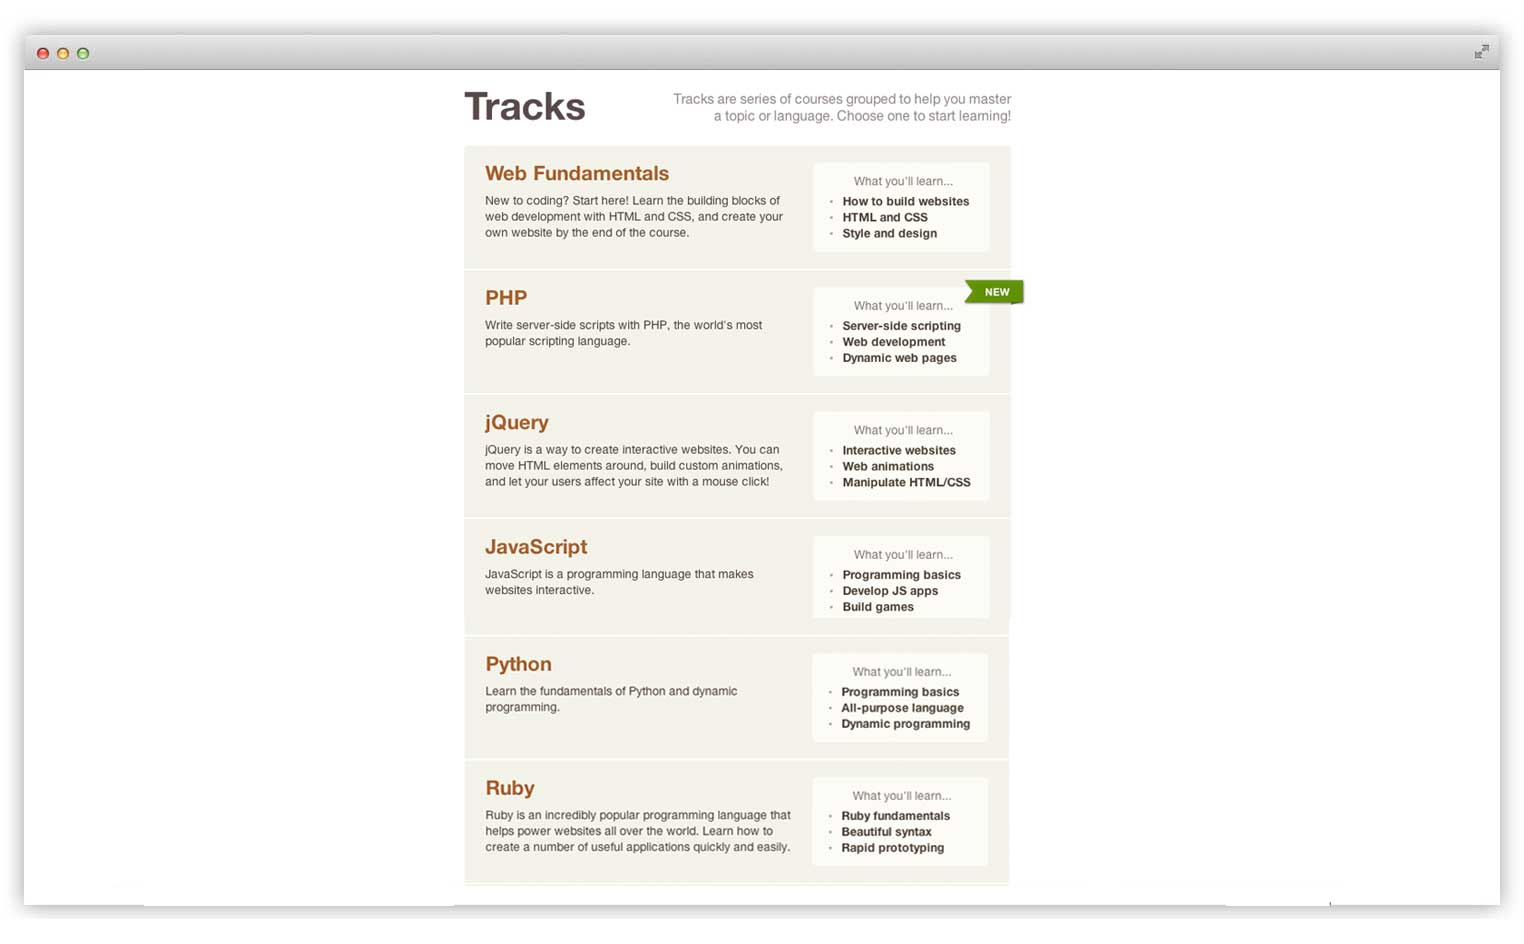 Tracks
Tracks are series of courses grouped to help you master
a topic or language. Choose one to start learning!
Web Fundamentals
New to coding? Start here! Learn the building blocks of
web development with HTML and CSS, and create your
own website by the end of the course.
What you'll learn...
• How to build websites
• HTML and CSS
• Style and design
NEW
PHP
Write server-side scripts with PHP, the world's most
popular scripting language.
What you'll learn...
• Server-side scripting
• Web development
• Dynamic web pages
jQuery
jQuery is a way to create interactive websites. You can
move HTML elements around, build custom animations,
and let your users affect your site with a mouse click!
What you'll learn...
• Interactive websites
• Web animations
• Manipulate HTML/CSS
JavaScript
JavaScript is a programming language that makes
websites interactive.
What you'll learn...
• Programming basics
• Develop JS apps
• Build games
Python
Learn the fundamentals of Python and dynamic
programming.
What you'll learn...
• Programming basics
• All-purpose language
• Dynamic programming
Ruby
Ruby is an incredibly popular programming language that
helps power websites all over the world. Learn how to
create a number of useful applications quickly and easily.
What you'll learn...
• Ruby fundamentals
• Beautiful syntax
• Rapid prototyping